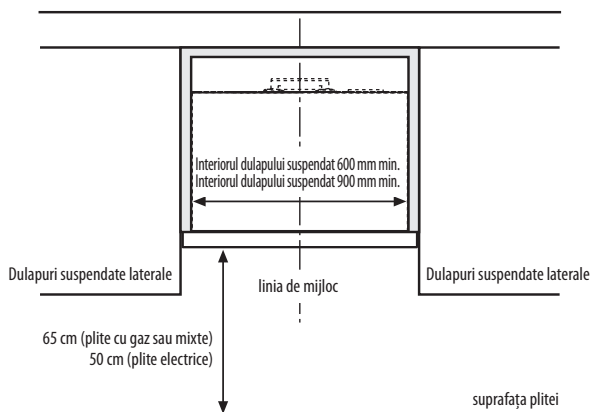 Interiorul dulapului suspendat 600 mm min.
Interiorul dulapului suspendat 900 mm min.
Dulapuri suspendate laterale
linia de mijloc
Dulapuri suspendate laterale
65 cm (plite cu gaz sau mixte)
50 cm (plite electrice)
suprafața plitei